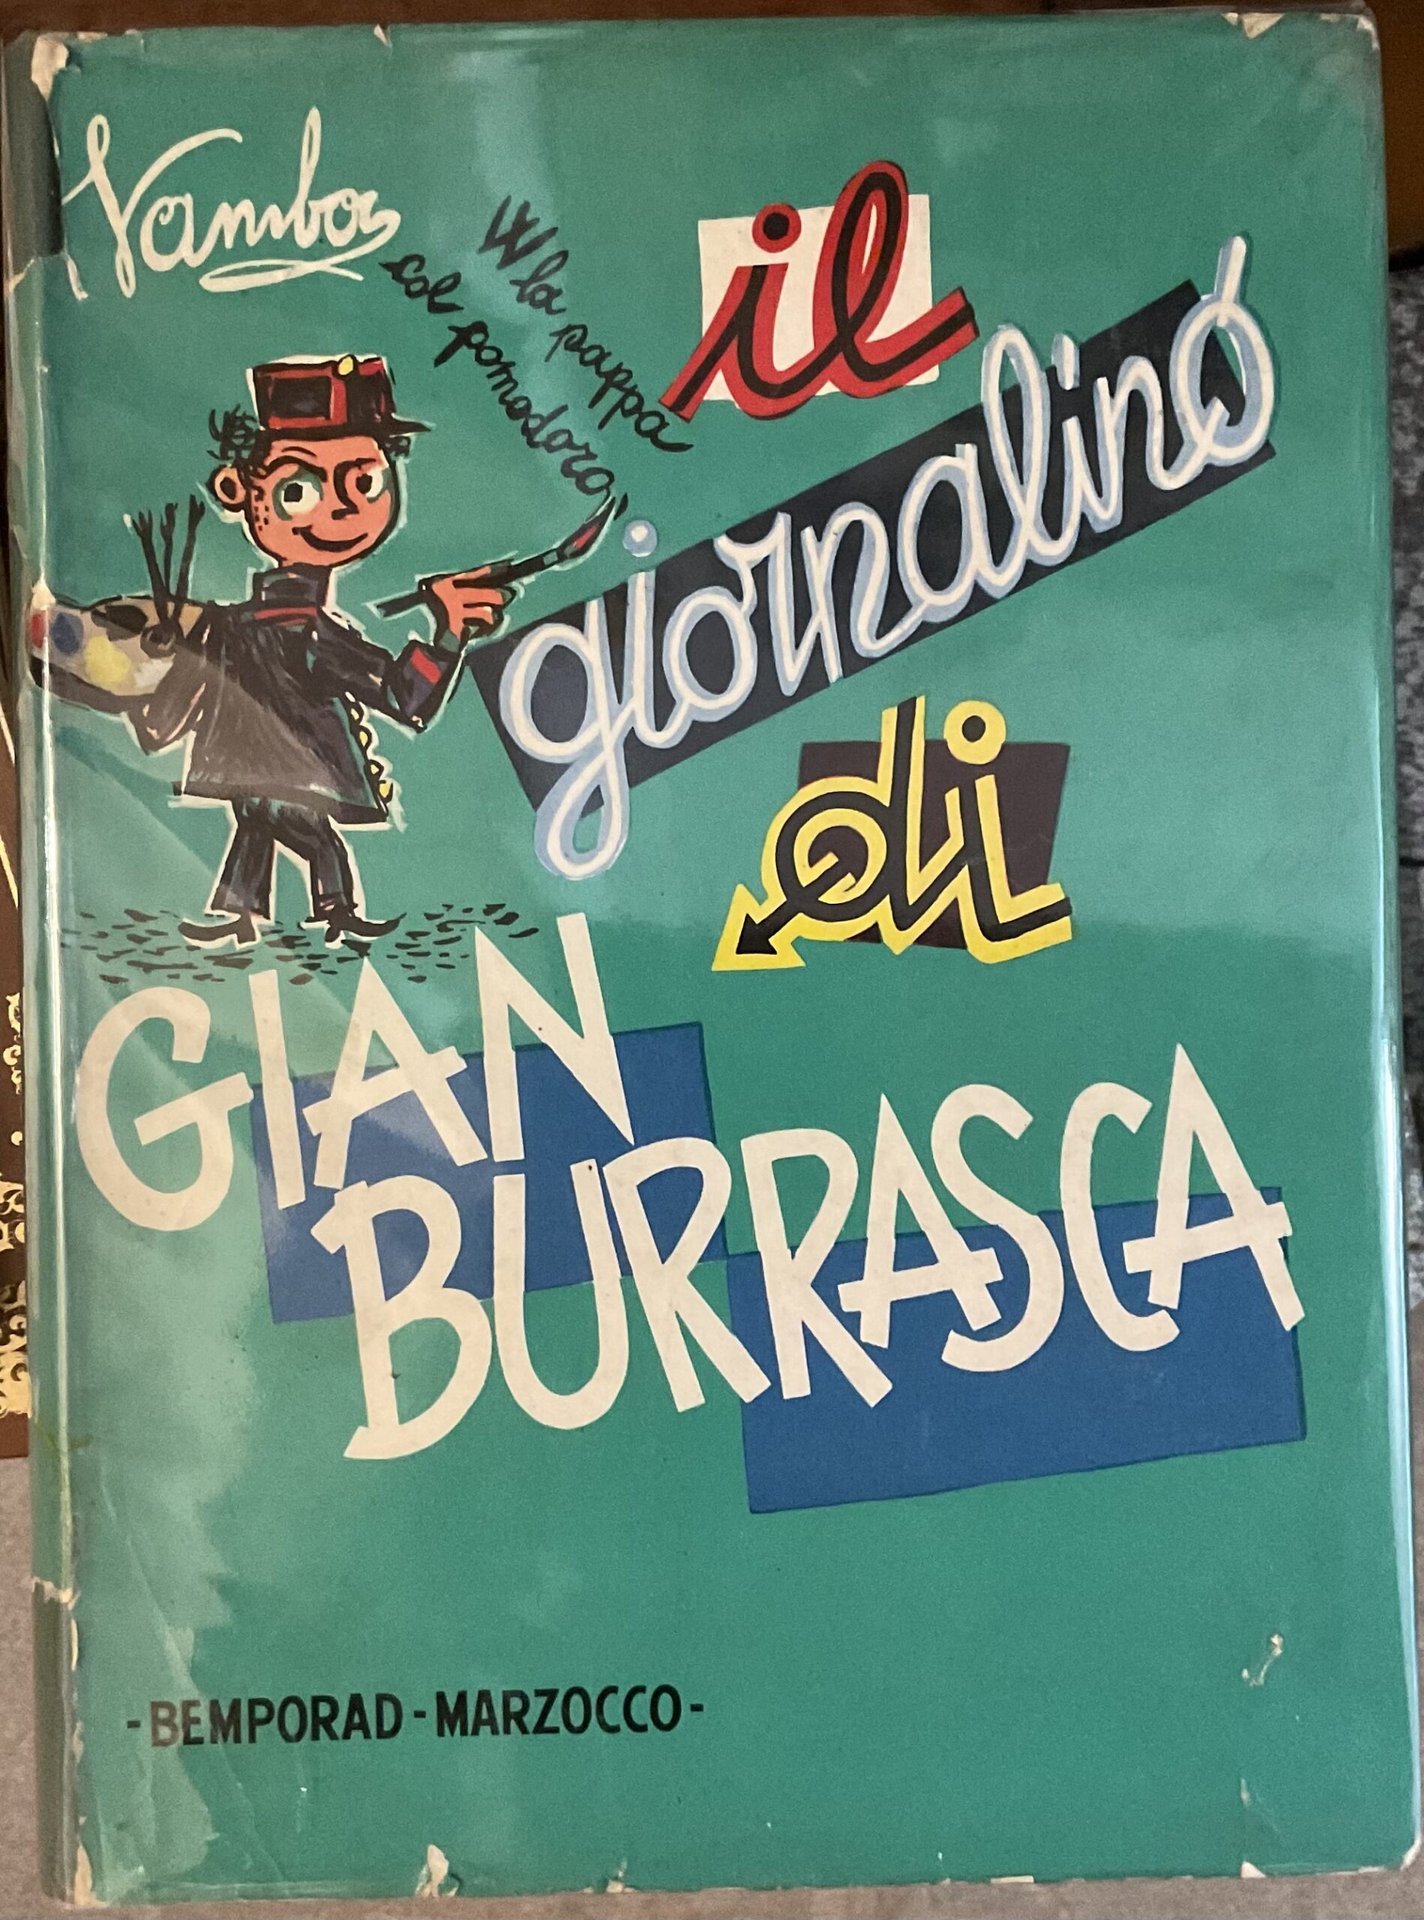 Vamba
W la pappa
col pomodoro
il
giornalino
di
GIAN
BURRASCA
-BEMPORAD-MARZOCCO-